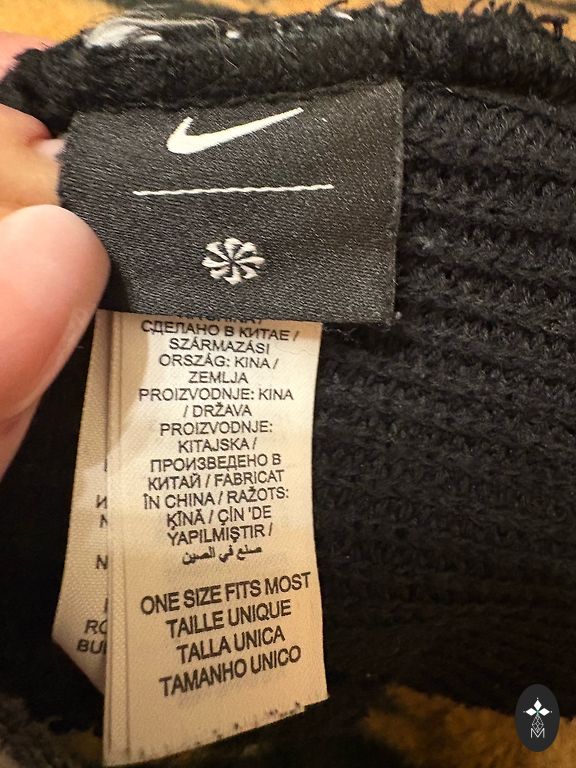 СДЕЛАНО В КИТАЕ /
SZÁRMAZÁSI
ORSZÁG: KINA /
ZEMLJA
PROIZVODNJE: KINA
/ DRŽAVA
PROIZVODNJE:
KITAJSKA /
ПРОИЗВЕДЕНО В
КИТАЙ / FABRICAT
ÎN CHINA / RAŽOTS:
ĶĪNĀ / ÇİN 'DE
YAPILMIŞTIR /
صنع في الصين
ONE SIZE FITS MOST
TAILLE UNIQUE
TALLA UNICA
TAMANHO UNICO